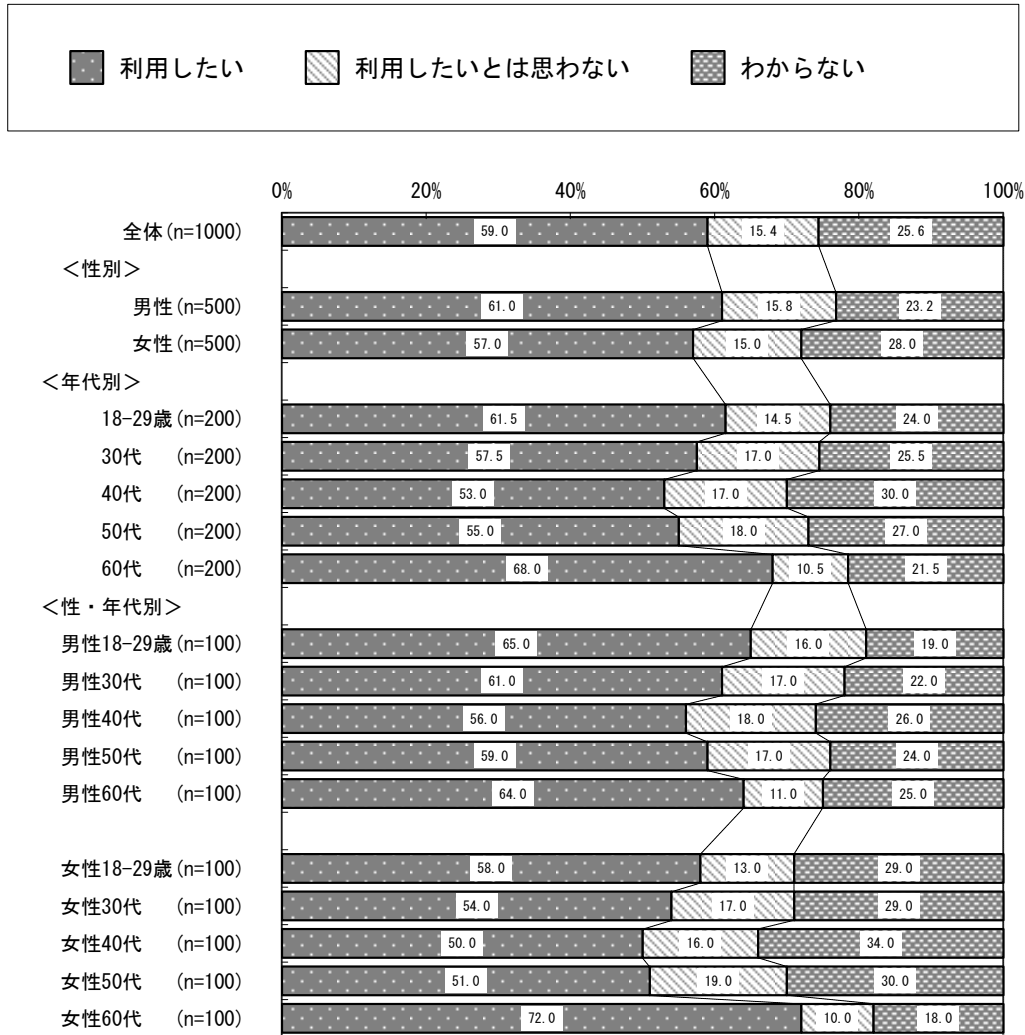 利用したい 利用したいとは思わない わからない
0% 20% 40% 60% 80% 100%
全体(n=1000) 59.0 15.4 25.6
＜性別＞
男性(n=500) 61.0 15.8 23.2
女性(n=500) 57.0 15.0 28.0
＜年代別＞
18-29歳(n=200) 61.5 14.5 24.0
30代 (n=200) 57.5 17.0 25.5
40代 (n=200) 53.0 17.0 30.0
50代 (n=200) 55.0 18.0 27.0
60代 (n=200) 68.0 10.5 21.5
＜性・年代別＞
男性18-29歳(n=100) 65.0 16.0 19.0
男性30代 (n=100) 61.0 17.0 22.0
男性40代 (n=100) 56.0 18.0 26.0
男性50代 (n=100) 59.0 17.0 24.0
男性60代 (n=100) 64.0 11.0 25.0
女性18-29歳(n=100) 58.0 13.0 29.0
女性30代 (n=100) 54.0 17.0 29.0
女性40代 (n=100) 50.0 16.0 34.0
女性50代 (n=100) 51.0 19.0 30.0
女性60代 (n=100) 72.0 10.0 18.0